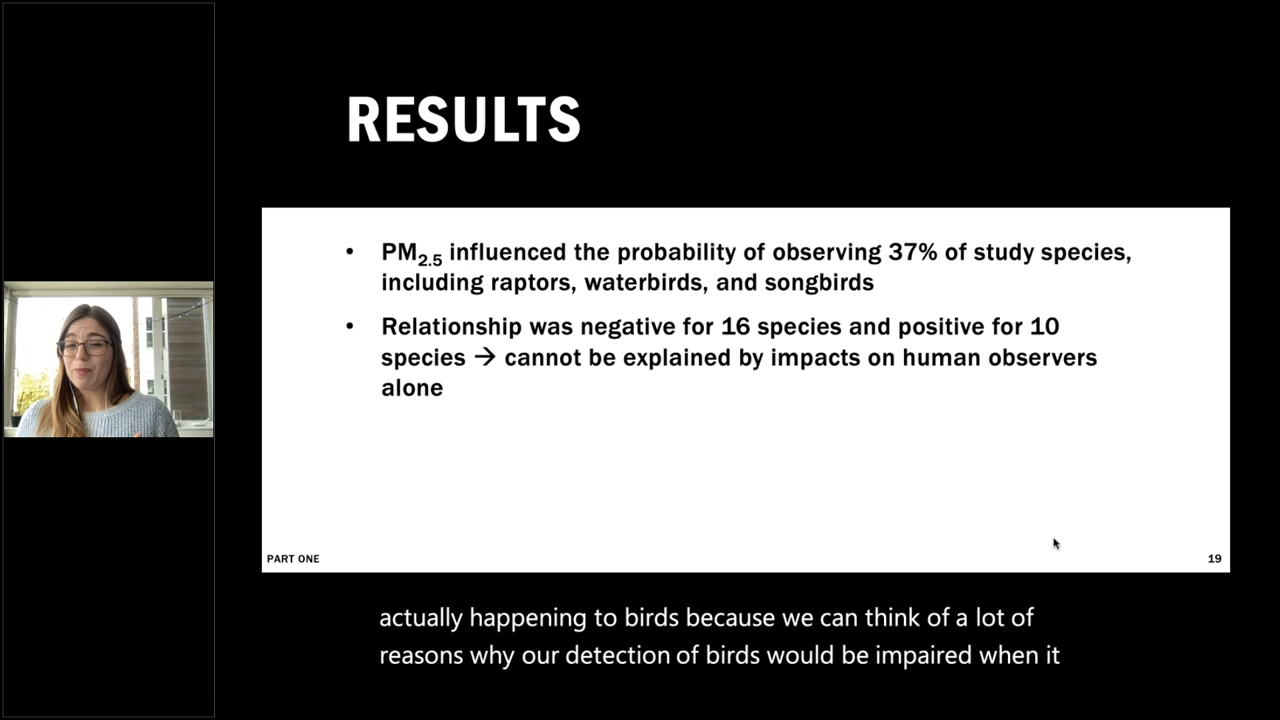 RESULTS
• PM2.5 influenced the probability of observing 37% of study species,
including raptors, waterbirds, and songbirds
• Relationship was negative for 16 species and positive for 10
species → cannot be explained by impacts on human observers
alone
PART ONE
19
actually happening to birds because we can think of a lot of
reasons why our detection of birds would be impaired when it